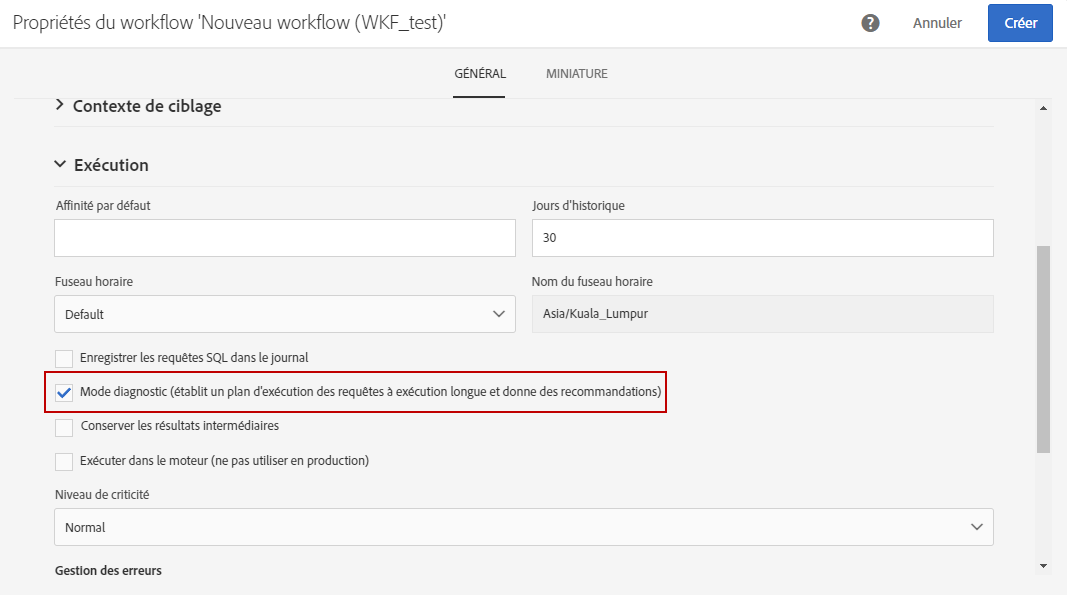 Propriétés du workflow 'Nouveau workflow (WKF_test)'
? Annuler Créer
GÉNÉRAL MINIATURE
Contexte de ciblage
Exécution
Affinité par défaut Jours d'historique
30
Fuseau horaire Nom du fuseau horaire
Default Asia/Kuala_Lumpur
Enregistrer les requêtes SQL dans le journal
Mode diagnostic (établit un plan d'exécution des requêtes à exécution longue et donne des recommandations)
Conserver les résultats intermédiaires
Exécuter dans le moteur (ne pas utiliser en production)
Niveau de criticité
Normal
Gestion des erreurs